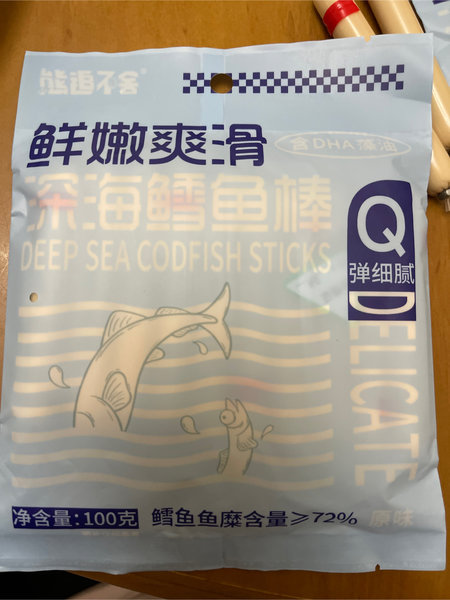 熊追不舍
鲜嫩爽滑
含DHA藻油
深海鳕鱼棒
DEEP SEA CODFISH STICKS
Q
弹细腻
DELICATE
净含量:100克
鳕鱼鱼糜含量≥72%
原味